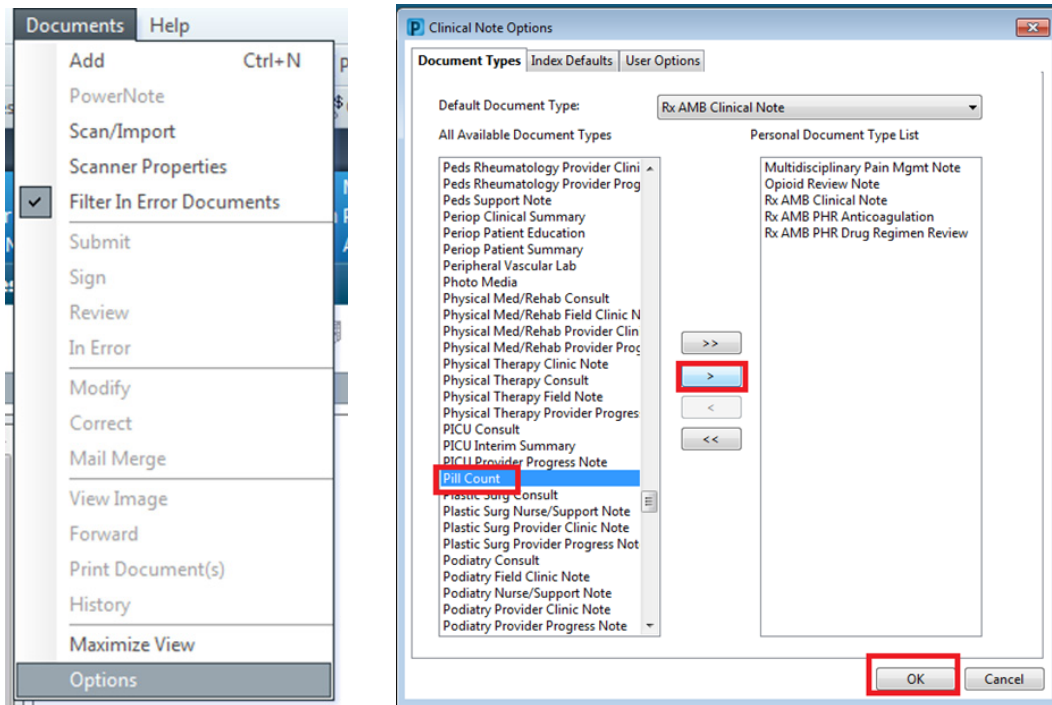 Documents Help
Add Ctrl+N
PowerNote
Scan/Import
Scanner Properties
Filter In Error Documents
Submit
Sign
Review
In Error
Modify
Correct
Mail Merge
View Image
Forward
Print Document(s)
History
Maximize View
Options
P Clinical Note Options
Document Types Index Defaults User Options
Default Document Type: Rx AMB Clinical Note
All Available Document Types
Peds Rheumatology Provider Clini
Peds Rheumatology Provider Prog
Peds Support Note
Periop Clinical Summary
Periop Patient Education
Periop Patient Summary
Peripheral Vascular Lab
Photo Media
Physical Med/Rehab Consult
Physical Med/Rehab Field Clinic N
Physical Med/Rehab Provider Clin
Physical Med/Rehab Provider Prog
Physical Therapy Clinic Note
Physical Therapy Consult
Physical Therapy Field Note
Physical Therapy Provider Progres
PICU Consult
PICU Interim Summary
PICU Provider Progress Note
Pill Count
Plastic Surg Consult
Plastic Surg Nurse/Support Note
Plastic Surg Provider Clinic Note
Plastic Surg Provider Progress Not
Podiatry Consult
Podiatry Field Clinic Note
Podiatry Nurse/Support Note
Podiatry Provider Clinic Note
Podiatry Provider Progress Note
>>
>
<
<<
Personal Document Type List
Multidisciplinary Pain Mgmt Note
Opioid Review Note
Rx AMB Clinical Note
Rx AMB PHR Anticoagulation
Rx AMB PHR Drug Regimen Review
OK Cancel